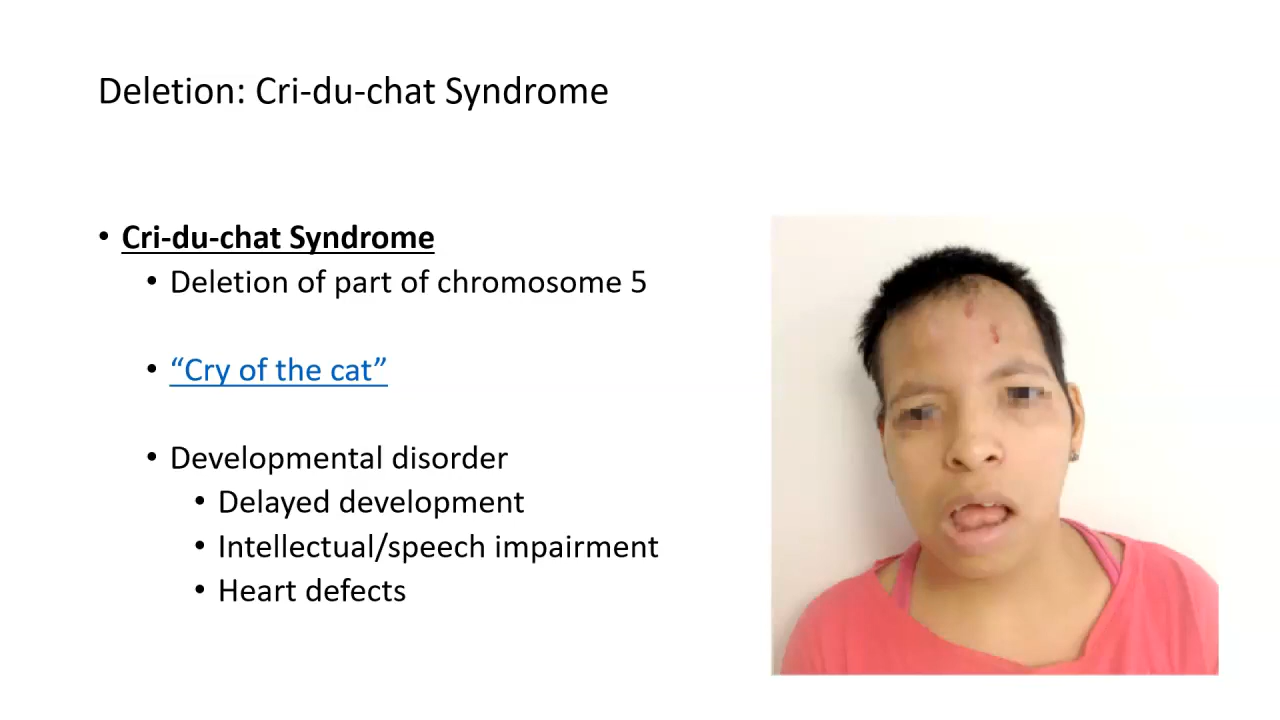 Deletion: Cri-du-chat Syndrome
• Cri-du-chat Syndrome
• Deletion of part of chromosome 5
• “Cry of the cat”
• Developmental disorder
• Delayed development
• Intellectual/speech impairment
• Heart defects